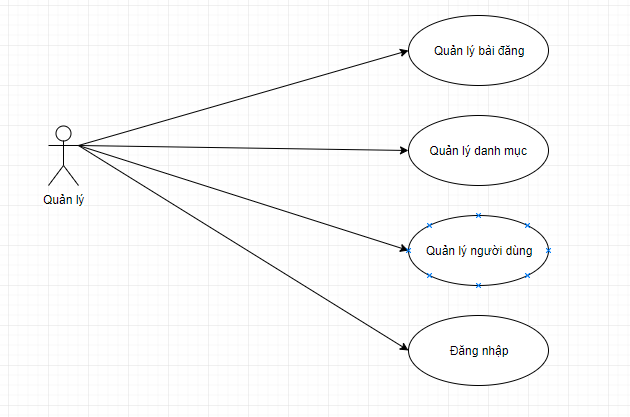 Quản lý bài đăng
Quản lý danh mục
Quản lý
Quản lý người dùng
Đăng nhập